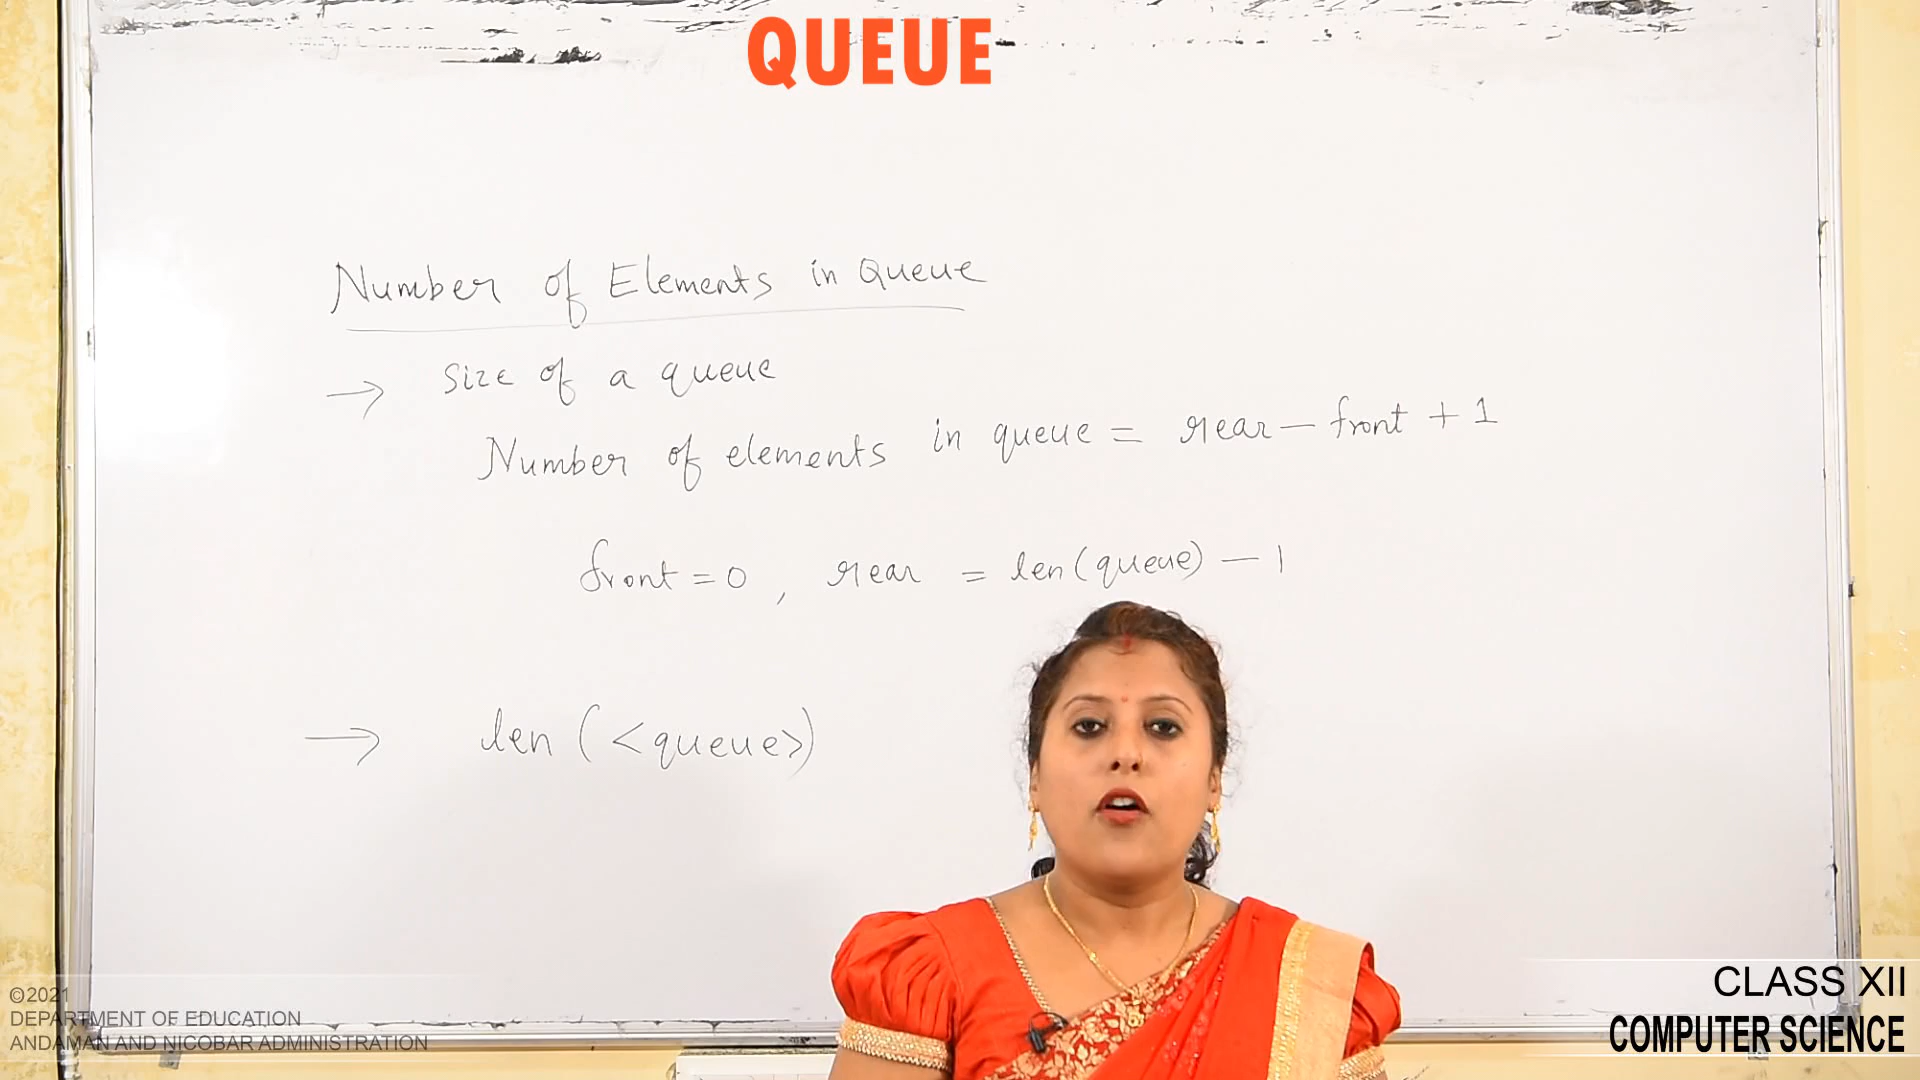 QUEUE
Number of Elements in Queue
→ Size of a queue
Number of elements in queue = rear - front + 1
front = 0, rear = len(queue) - 1
→ len (<queue>)
©2021
DEPARTMENT OF EDUCATION
ANDAMAN AND NICOBAR ADMINISTRATION
CLASS XII
COMPUTER SCIENCE